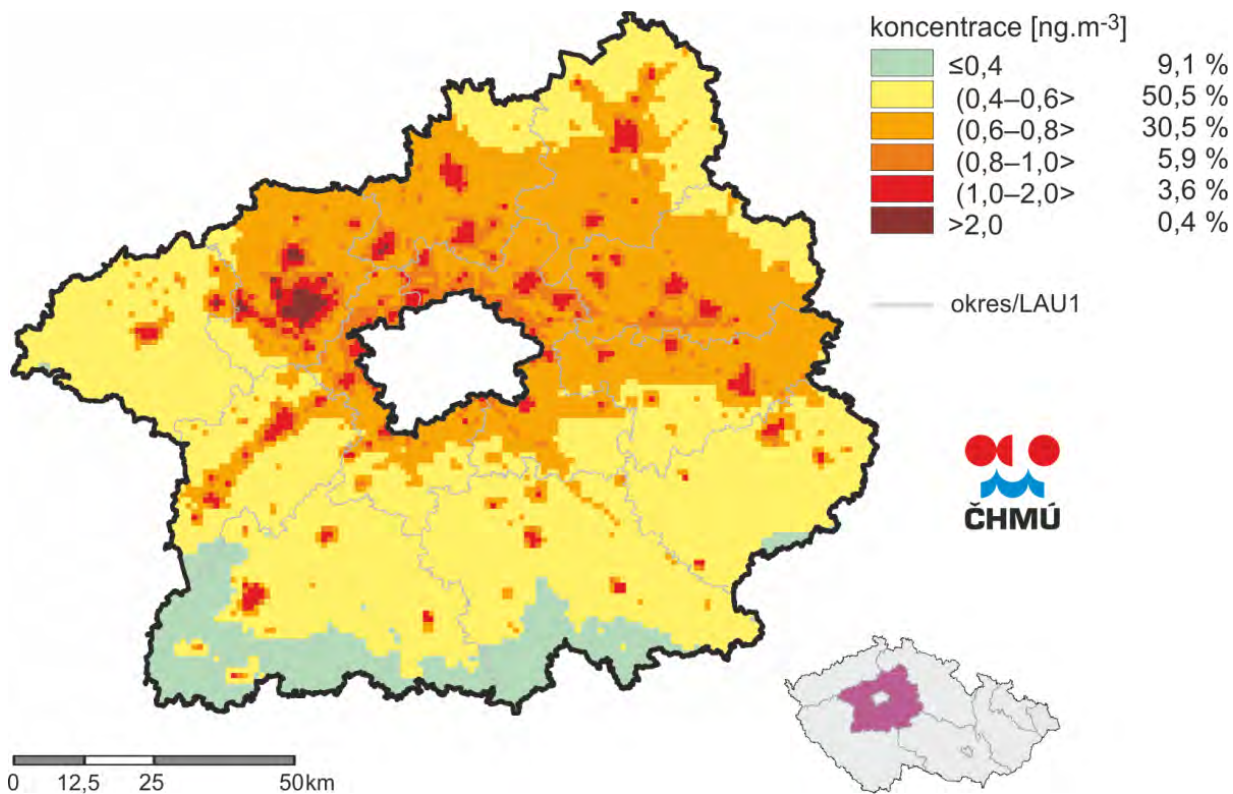 koncentrace [ng.m-3]
≤0,4 9,1 %
(0,4–0,6> 50,5 %
(0,6–0,8> 30,5 %
(0,8–1,0> 5,9 %
(1,0–2,0> 3,6 %
>2,0 0,4 %
okres/LAU1
ČHMÚ
0 12,5 25 50 km